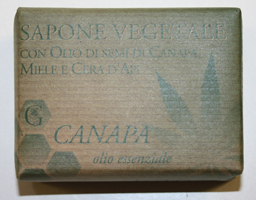 SAPONE VEGETALE
CON OLIO DI SEMI DI CANAPA,
MIELE E CERA D'API
G
CANAPA
olio essenziale